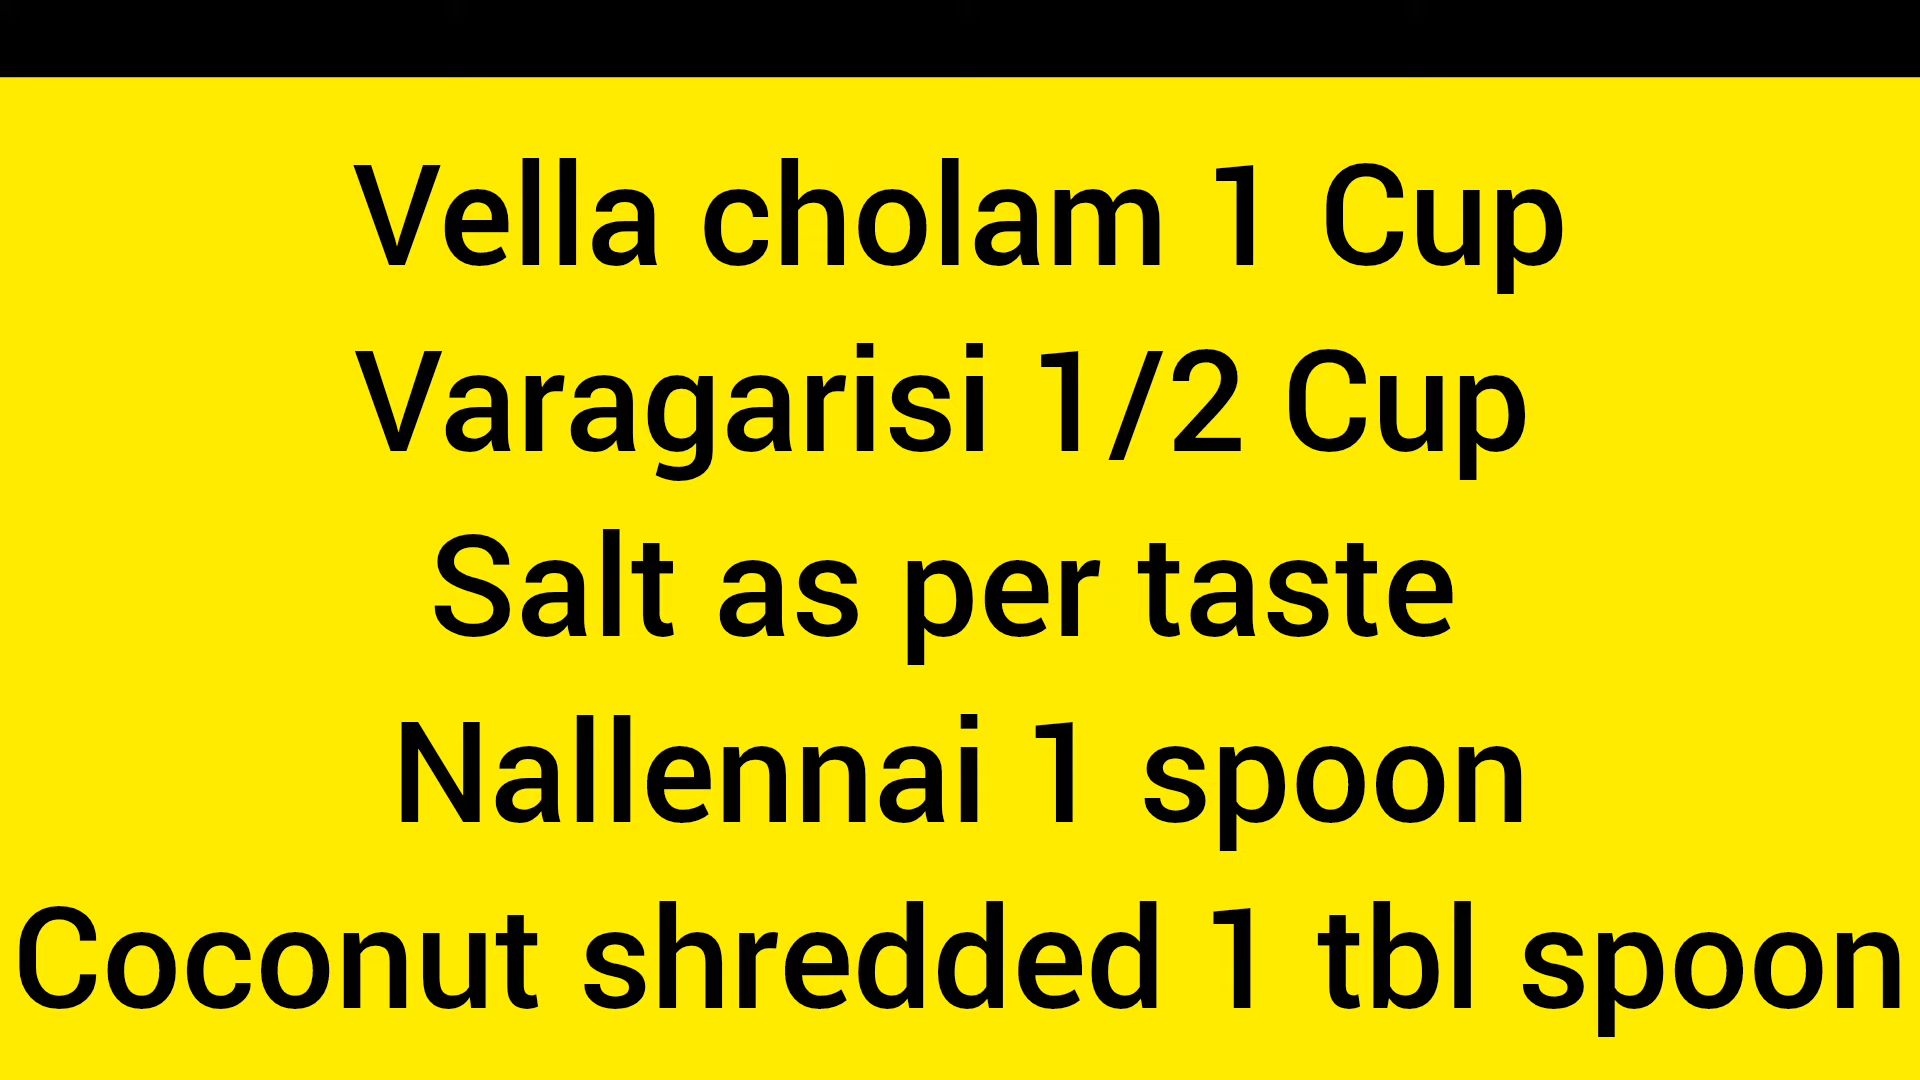 Vella cholam 1 Cup
Varagarisi 1/2 Cup
Salt as per taste
Nallennai 1 spoon
Coconut shredded 1 tbl spoon